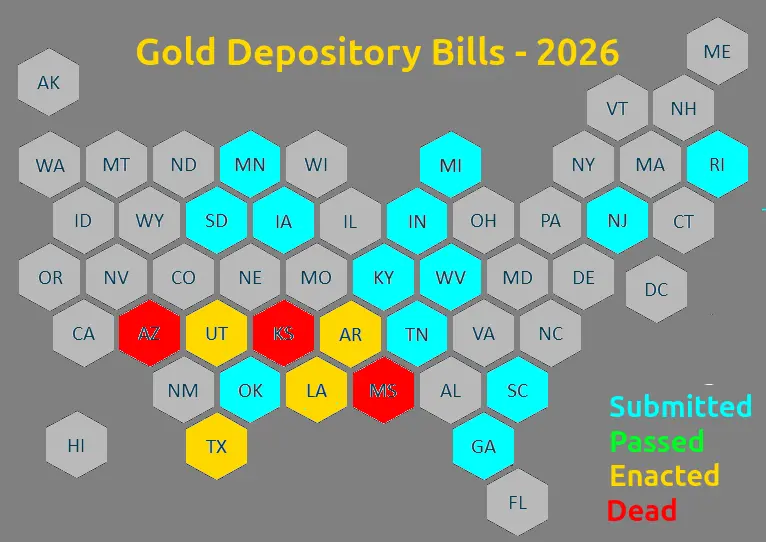 Gold Depository Bills - 2026
ME
AK
VT NH
WA MT ND MN WI MI NY MA RI
ID WY SD IA IL IN OH PA NJ CT
OR NV CO NE MO KY WV MD DE
DC
CA AZ UT KS AR TN VA NC
NM OK LA MS AL SC
HI TX GA
FL
Submitted
Passed
Enacted
Dead